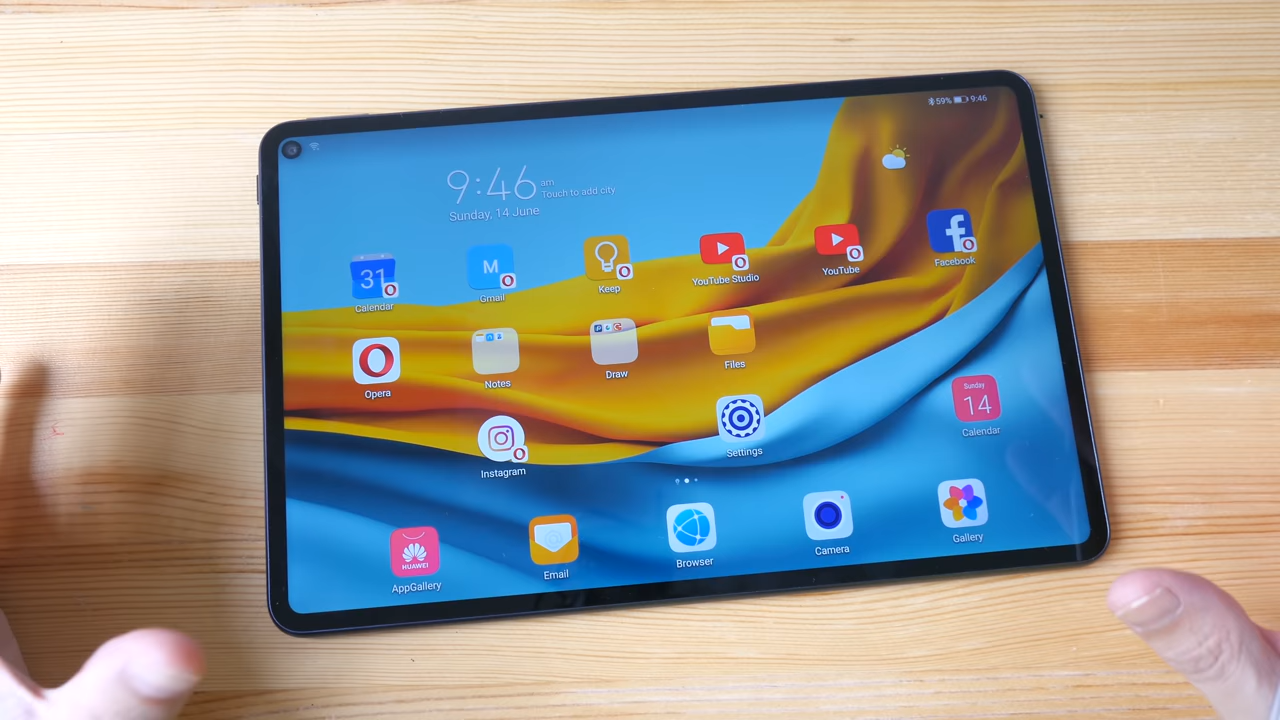 59% 9:46
9:46 am
Touch to add city
Sunday, 14 June
31
Calendar
M
Gmail
Keep
YouTube Studio
YouTube
f
Facebook
Opera
Notes
Draw
Files
Sunday
14
Calendar
Instagram
Settings
HUAWEI
AppGallery
@
Email
Browser
Camera
Gallery